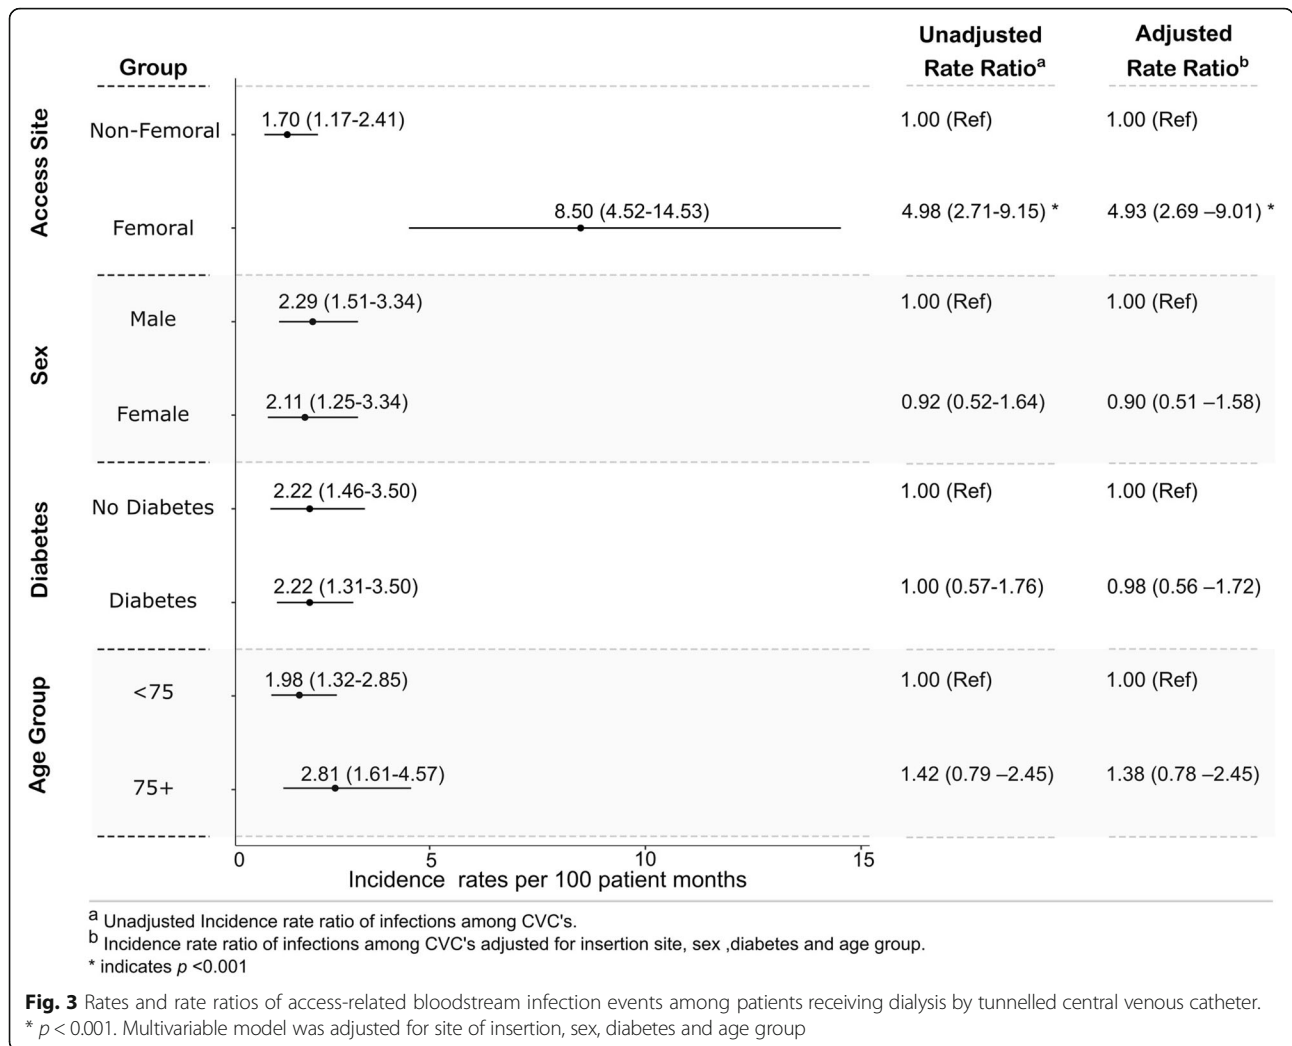 Group
Unadjusted
Rate Ratioa
Adjusted
Rate Ratiob
Access Site
Non-Femoral
1.70 (1.17-2.41)
1.00 (Ref)
1.00 (Ref)
Femoral
8.50 (4.52-14.53)
4.98 (2.71-9.15) *
4.93 (2.69 –9.01) *
Sex
Male
2.29 (1.51-3.34)
1.00 (Ref)
1.00 (Ref)
Female
2.11 (1.25-3.34)
0.92 (0.52-1.64)
0.90 (0.51 –1.58)
Diabetes
No Diabetes
2.22 (1.46-3.50)
1.00 (Ref)
1.00 (Ref)
Diabetes
2.22 (1.31-3.50)
1.00 (0.57-1.76)
0.98 (0.56 –1.72)
Age Group
<75
1.98 (1.32-2.85)
1.00 (Ref)
1.00 (Ref)
75+
2.81 (1.61-4.57)
1.42 (0.79 –2.45)
1.38 (0.78 –2.45)
0 5 10 15
Incidence rates per 100 patient months
a Unadjusted Incidence rate ratio of infections among CVC's.
b Incidence rate ratio of infections among CVC's adjusted for insertion site, sex ,diabetes and age group.
* indicates p <0.001
Fig. 3 Rates and rate ratios of access-related bloodstream infection events among patients receiving dialysis by tunnelled central venous catheter.
* p < 0.001. Multivariable model was adjusted for site of insertion, sex, diabetes and age group